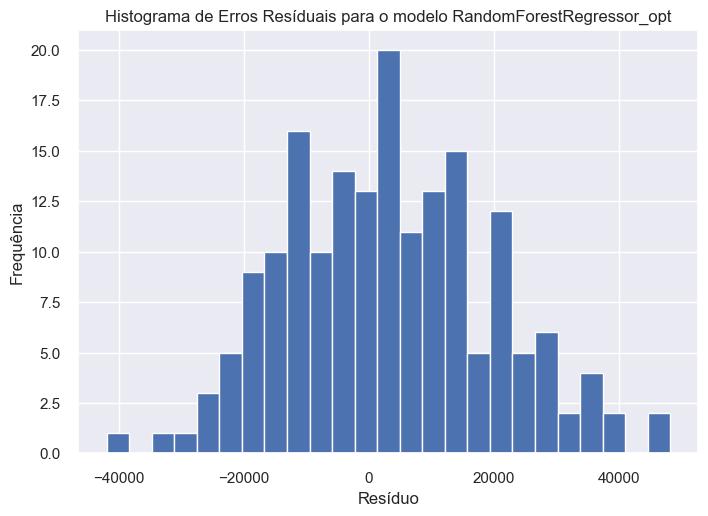 Histograma de Erros Resíduais para o modelo RandomForestRegressor_opt
20.0
17.5
15.0
12.5
10.0
7.5
5.0
2.5
0.0
Frequência
−40000 −20000 0 20000 40000
Resíduo